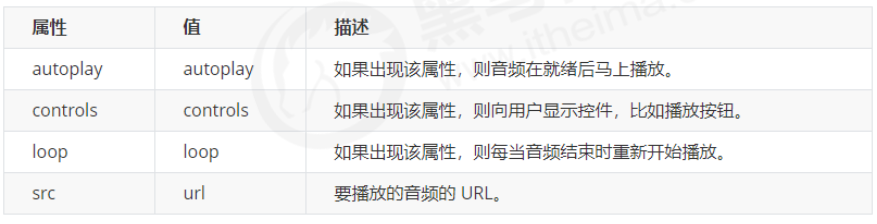 属性 值 描述
autoplay autoplay 如果出现该属性，则音频在就绪后马上播放。
controls controls 如果出现该属性，则向用户显示控件，比如播放按钮。
loop loop 如果出现该属性，则每当音频结束时重新开始播放。
src url 要播放的音频的 URL。